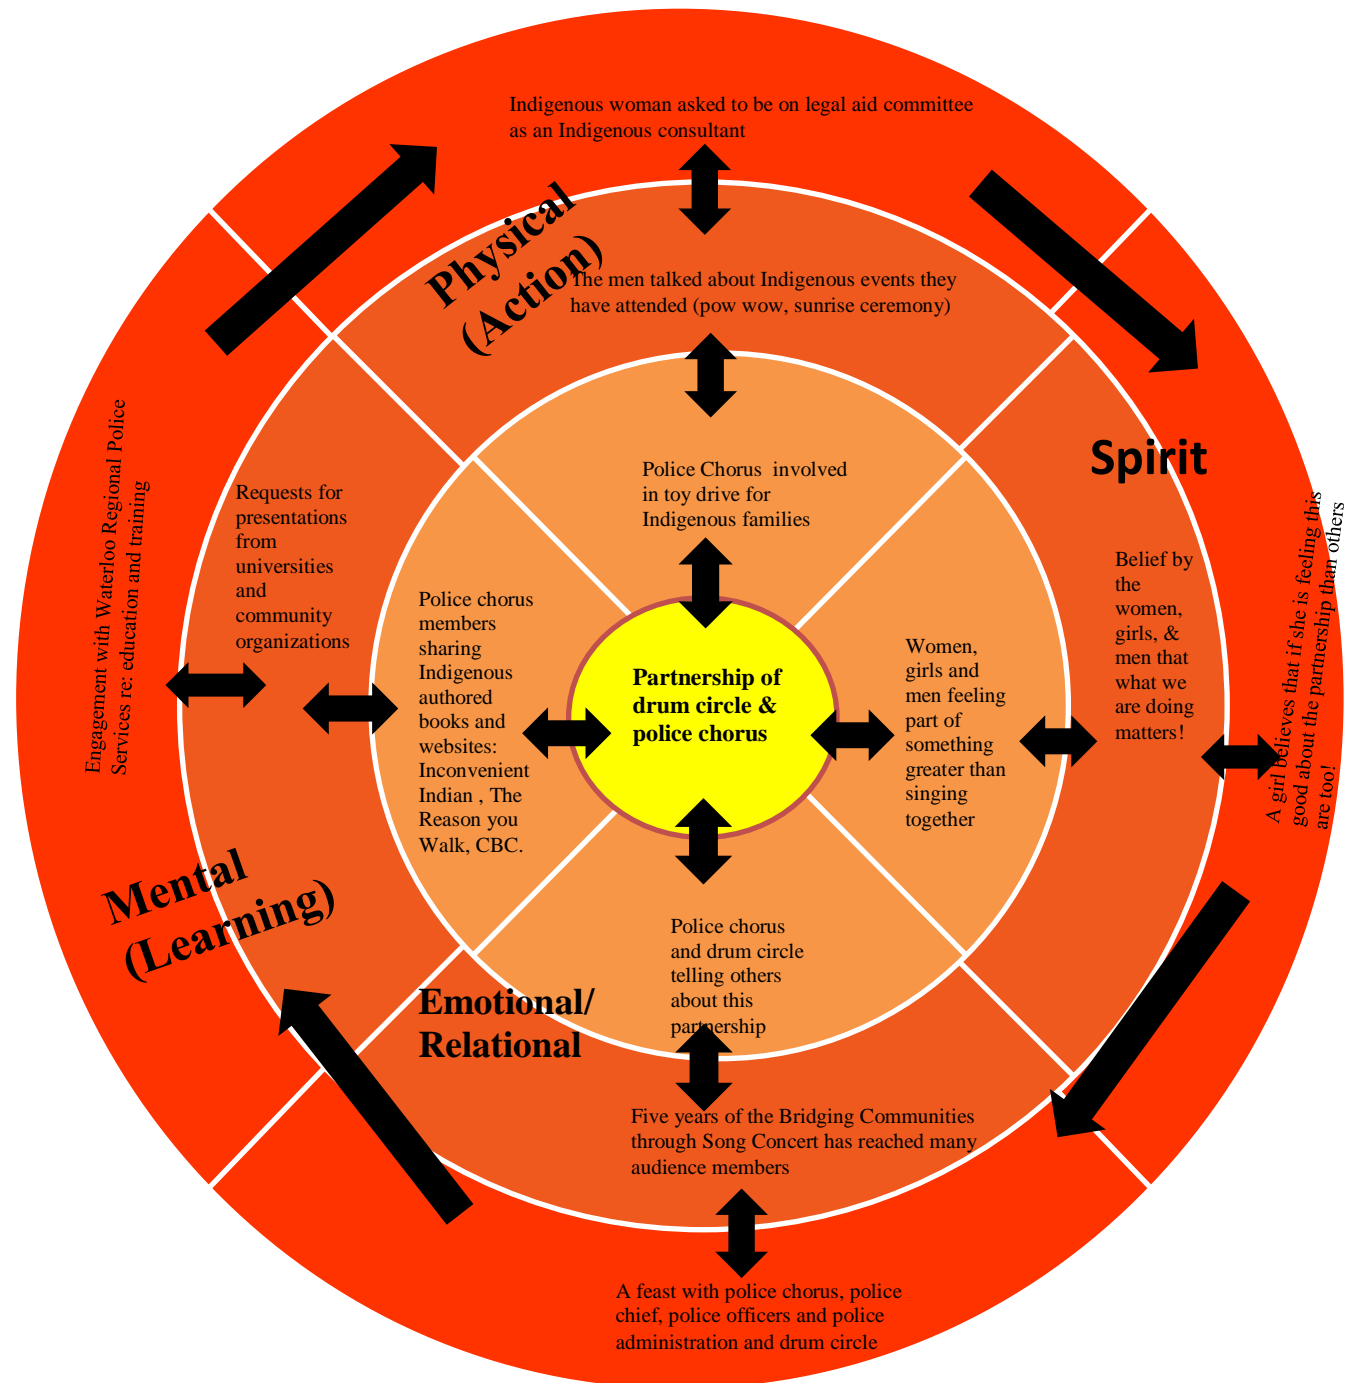 Indigenous woman asked to be on legal aid committee
as an Indigenous consultant
Physical
(Action)
The men talked about Indigenous events they
have attended (pow wow, sunrise ceremony)
Police Chorus involved
in toy drive for
Indigenous families
Spirit
Engagement with Waterloo Regional Police
Services re: education and training
Requests for
presentations
from
universities
and
community
organizations
Police chorus
members
sharing
Indigenous
authored
books and
websites:
Inconvenient
Indian , The
Reason you
Walk, CBC.
Partnership of
drum circle &
police chorus
Women,
girls and
men feeling
part of
something
greater than
singing
together
Belief by
the
women,
girls, &
men that
what we
are doing
matters!
A girl believes that if she is feeling this
good about the partnership than others
are too!
Mental
(Learning)
Emotional/
Relational
Police chorus
and drum circle
telling others
about this
partnership
Five years of the Bridging Communities
through Song Concert has reached many
audience members
A feast with police chorus, police
chief, police officers and police
administration and drum circle